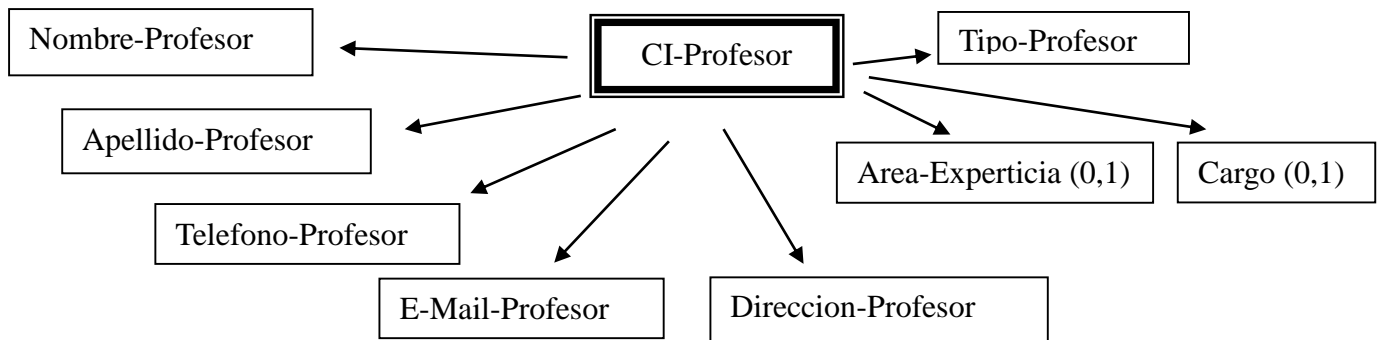 Nombre-Profesor
CI-Profesor
Tipo-Profesor
Apellido-Profesor
Area-Experticia (0,1)
Cargo (0,1)
Telefono-Profesor
E-Mail-Profesor
Direccion-Profesor